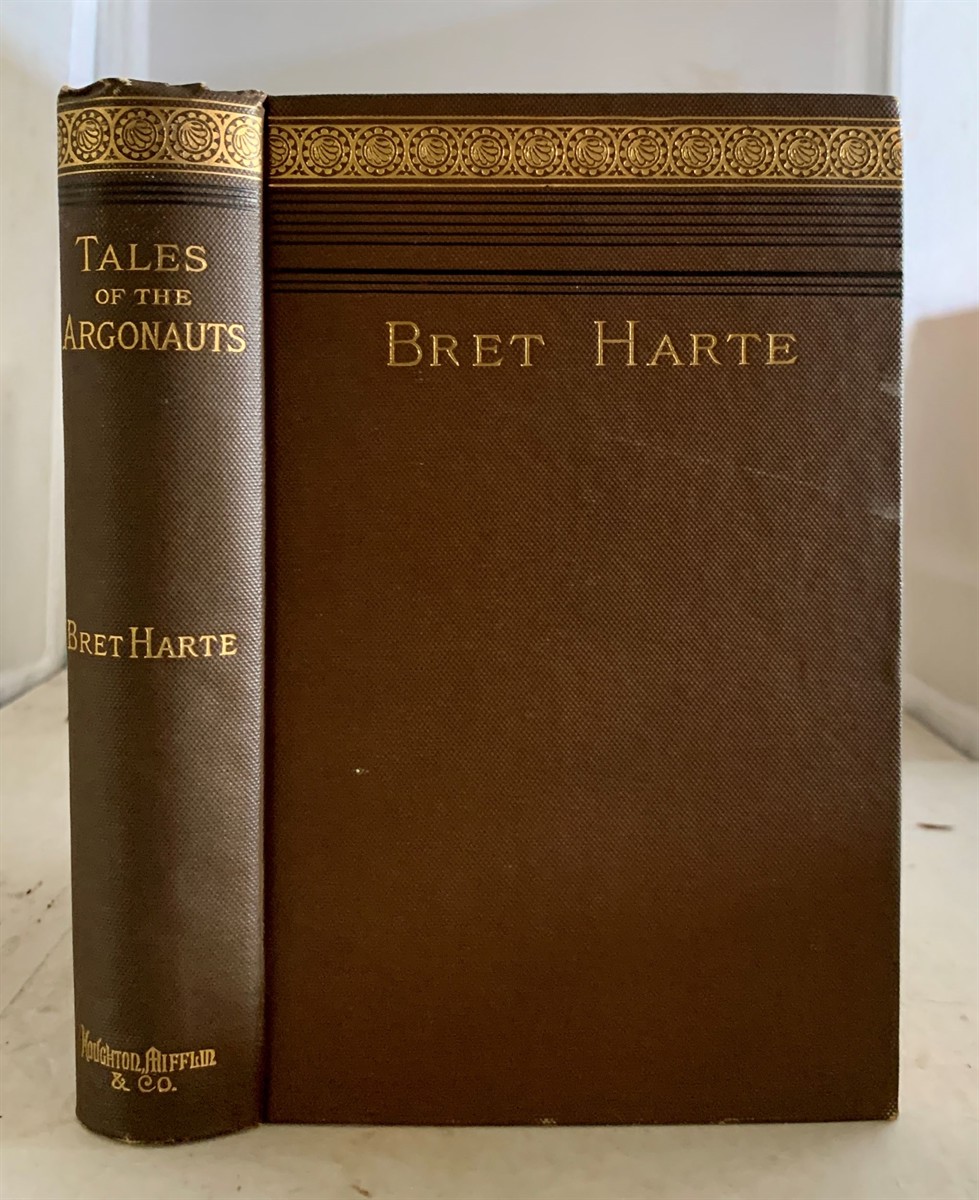 TALES
OF THE
ARGONAUTS
BRET HARTE
HOUGHTON, MIFFLIN
& CO.
BRET HARTE